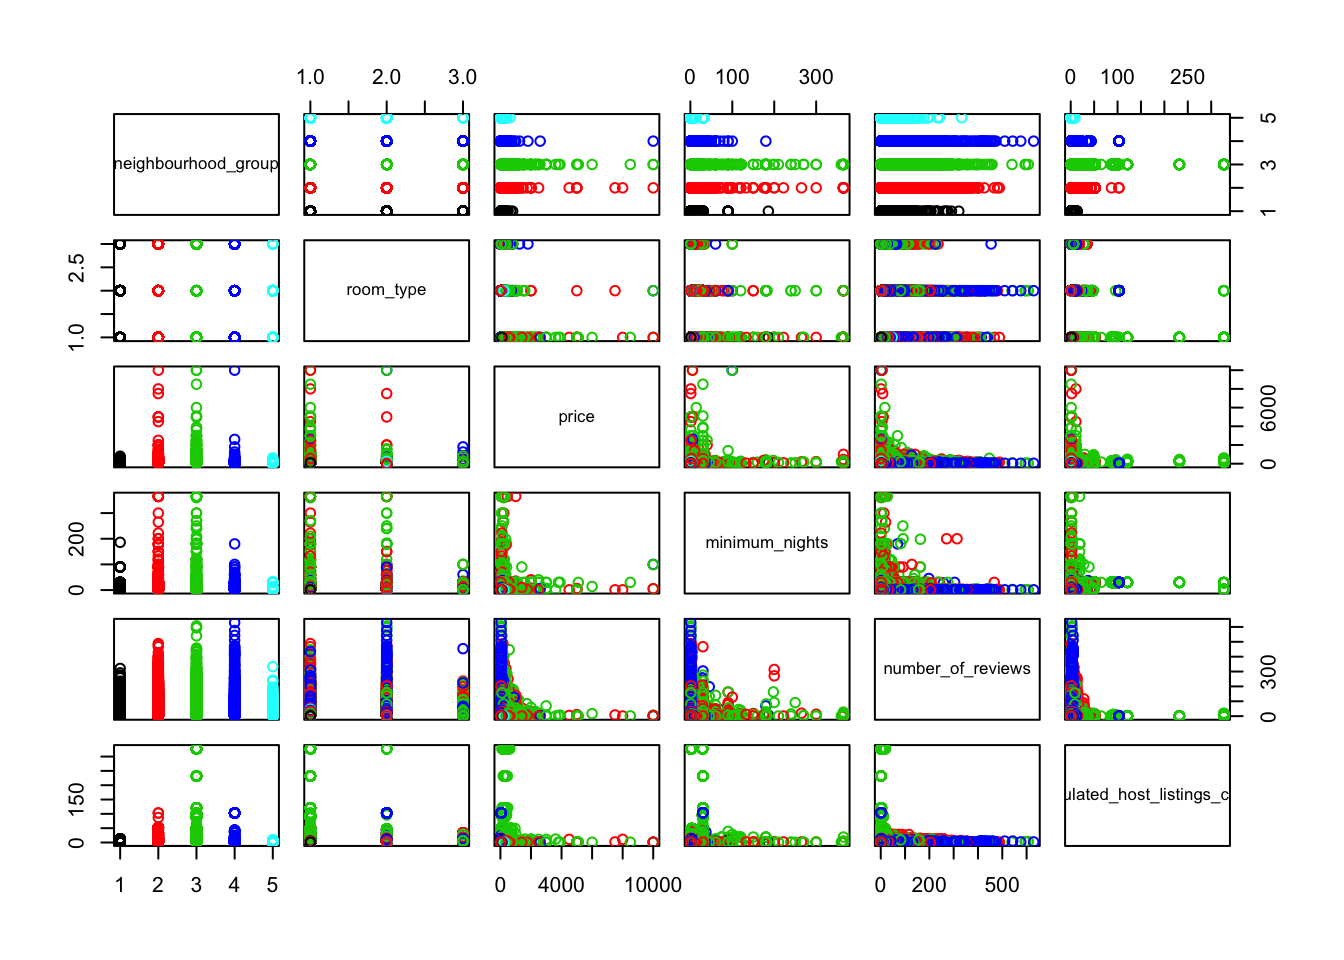 1.0 2.0 3.0 0 100 300 0 100 250
neighbourhood_group
1 3 5
1.0 2.5
room_type
price
0 6000
0 200
minimum_nights
number_of_reviews
0 300
0 150
ulated_host_listings_c
1 2 3 4 5 0 4000 10000 0 200 500